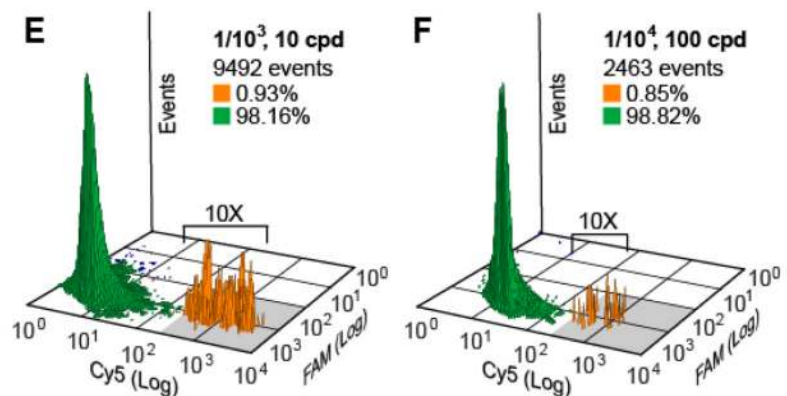 E
1/10³, 10 cpd
9492 events
0.93%
98.16%
Events
10X
10⁰
10¹
10²
10³
10⁴
Cy5 (Log)
10⁰
10¹
10²
10³
FAM (Log)
F
1/10⁴, 100 cpd
2463 events
0.85%
98.82%
Events
10X
10⁰
10¹
10²
10³
10⁴
Cy5 (Log)
10⁰
10¹
10²
10³
FAM (Log)